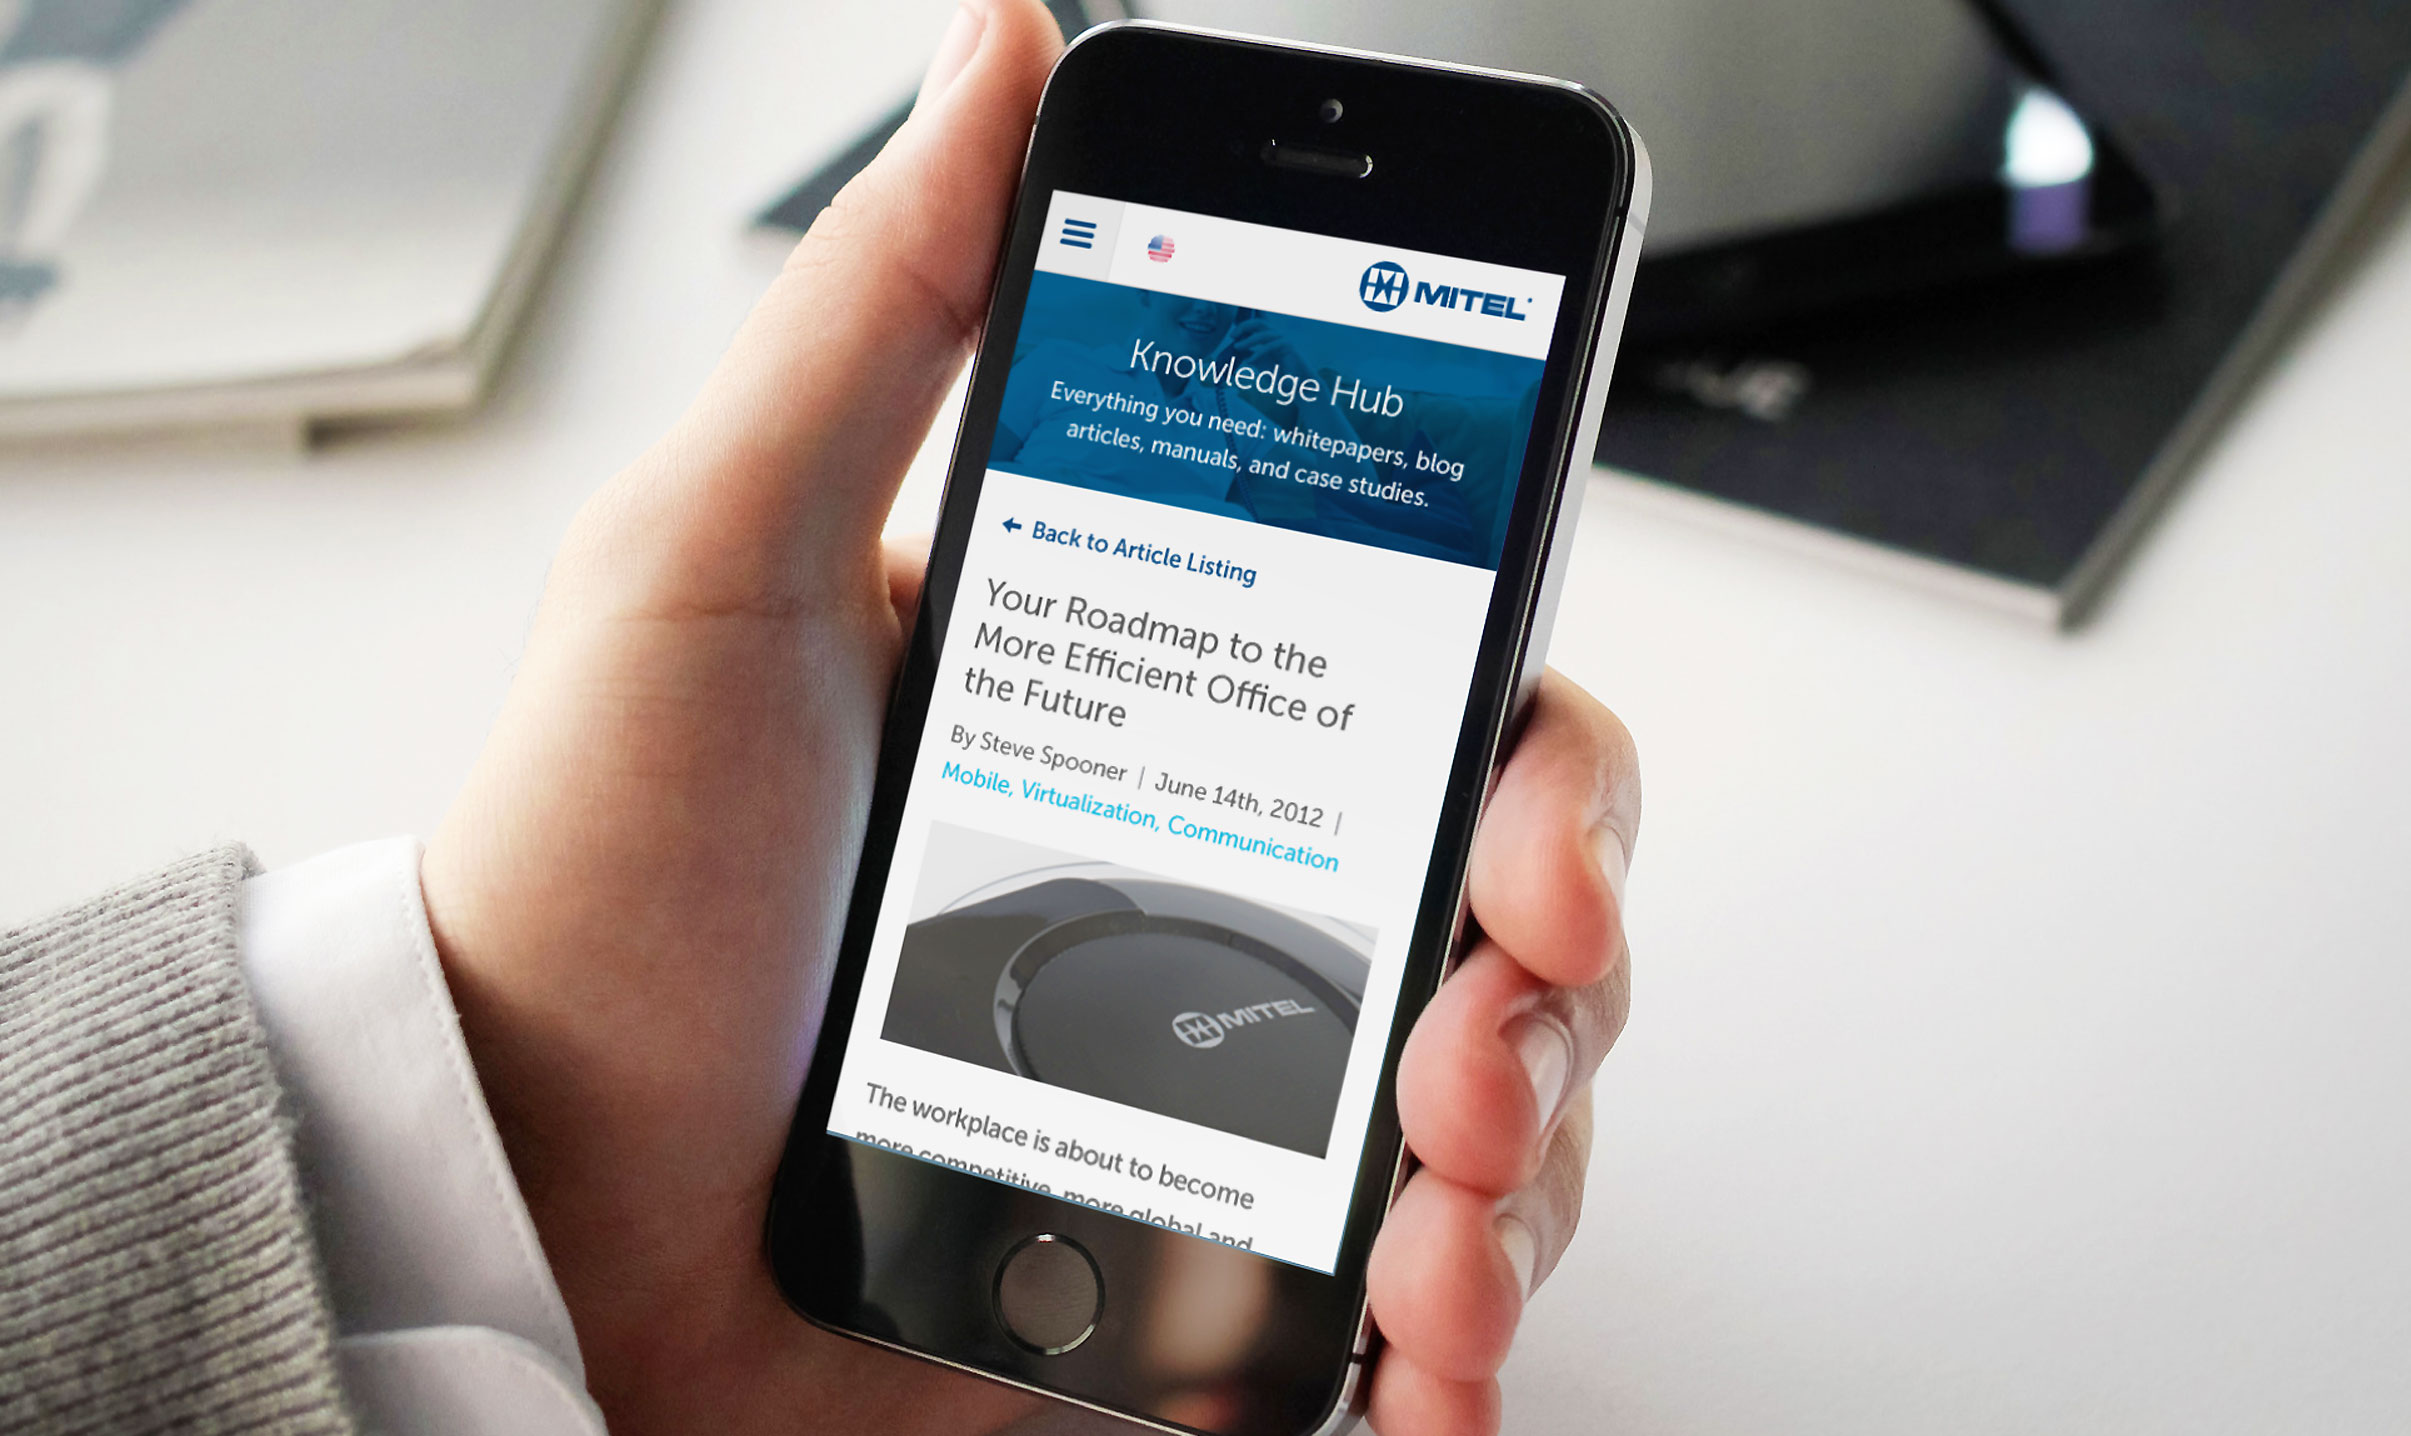 MITEL
Knowledge Hub
Everything you need: whitepapers, blog
articles, manuals, and case studies.
Back to Article Listing
Your Roadmap to the
More Efficient Office of
the Future
By Steve Spooner | June 14th, 2012 |
Mobile, Virtualization, Communication
MITEL
The workplace is about to become
more competitive, more global and